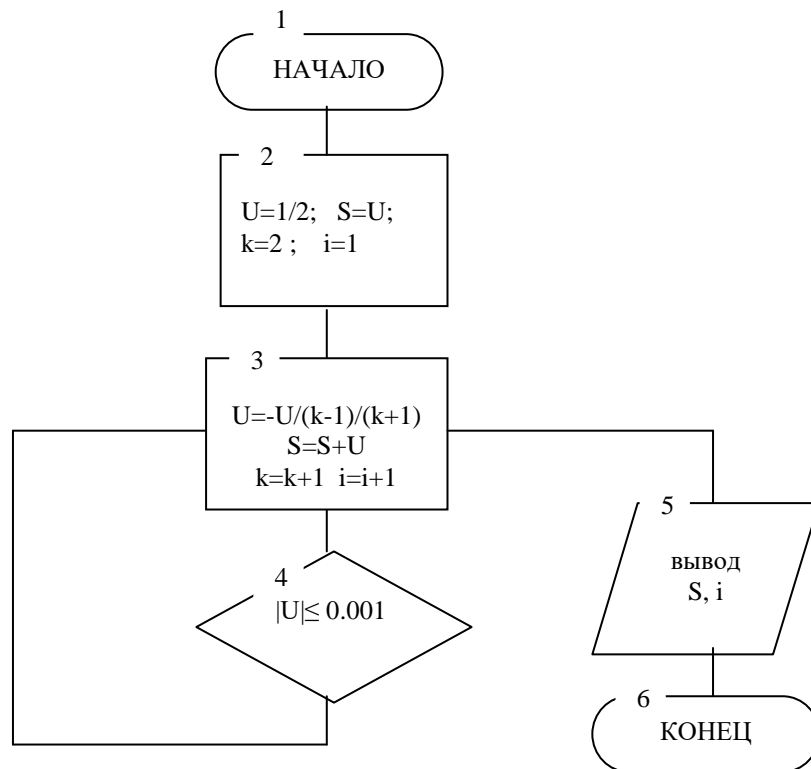 1
НАЧАЛО
2
U=1/2; S=U;
k=2 ; i=1
3
U=-U/(k-1)/(k+1)
S=S+U
k=k+1 i=i+1
4
|U|≤ 0.001
5
вывод
S, i
6
КОНЕЦ